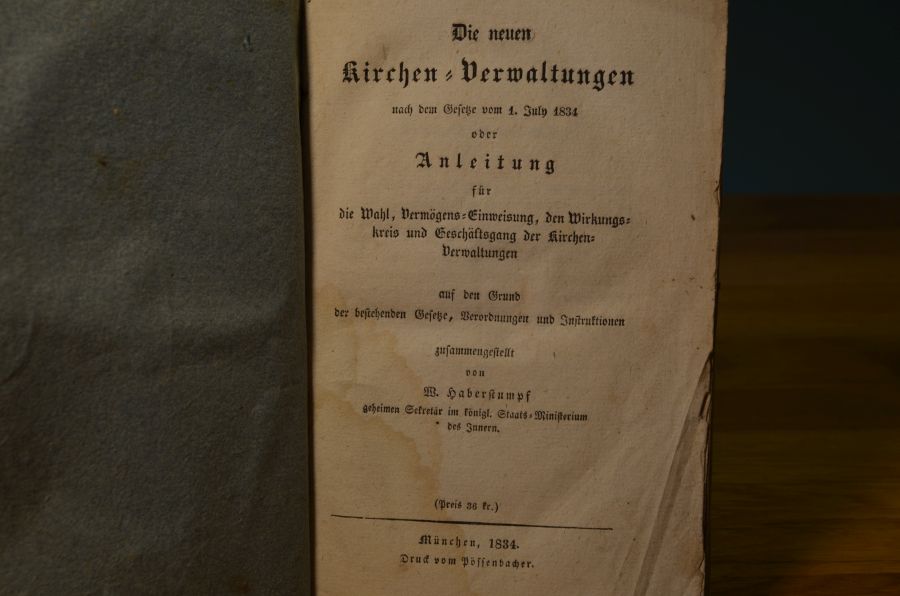 Die neuen
Kirchen-Verwaltungen
nach dem Gesetze vom 1. July 1834
oder
Anleitung
für
die Wahl, Vermögens-Einweisung, den Wirkungs-
kreis und Geschäftsgang der Kirchen-
Verwaltungen
auf den Grund
der bestehenden Gesetze, Verordnungen und Instruktionen
zusammengestellt
von
W. Haberstumpf
geheimen Sekretär im königl. Staats-Ministerium
des Innern.
(Preis 36 kr.)
München, 1834.
Druck vom Pössenbacher.